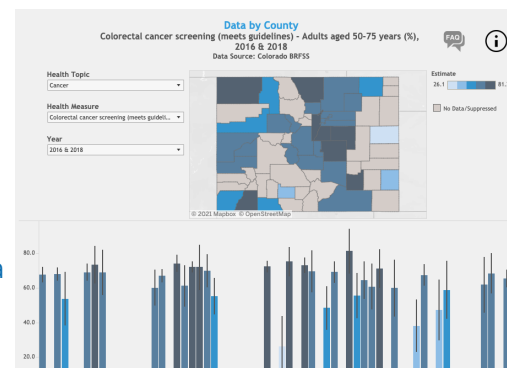 Data by County
Colorectal cancer screening (meets guidelines) - Adults aged 50-75 years (%),
2016 & 2018
Data Source: Colorado BRFSS
FAQ
i
Health Topic
Cancer
Health Measure
Colorectal cancer screening (meets guideli...
Year
2016 & 2018
Estimate
26.1 81.
No Data/Suppressed
© 2021 Mapbox © OpenStreetMap
80.0
60.0
40.0
20.0